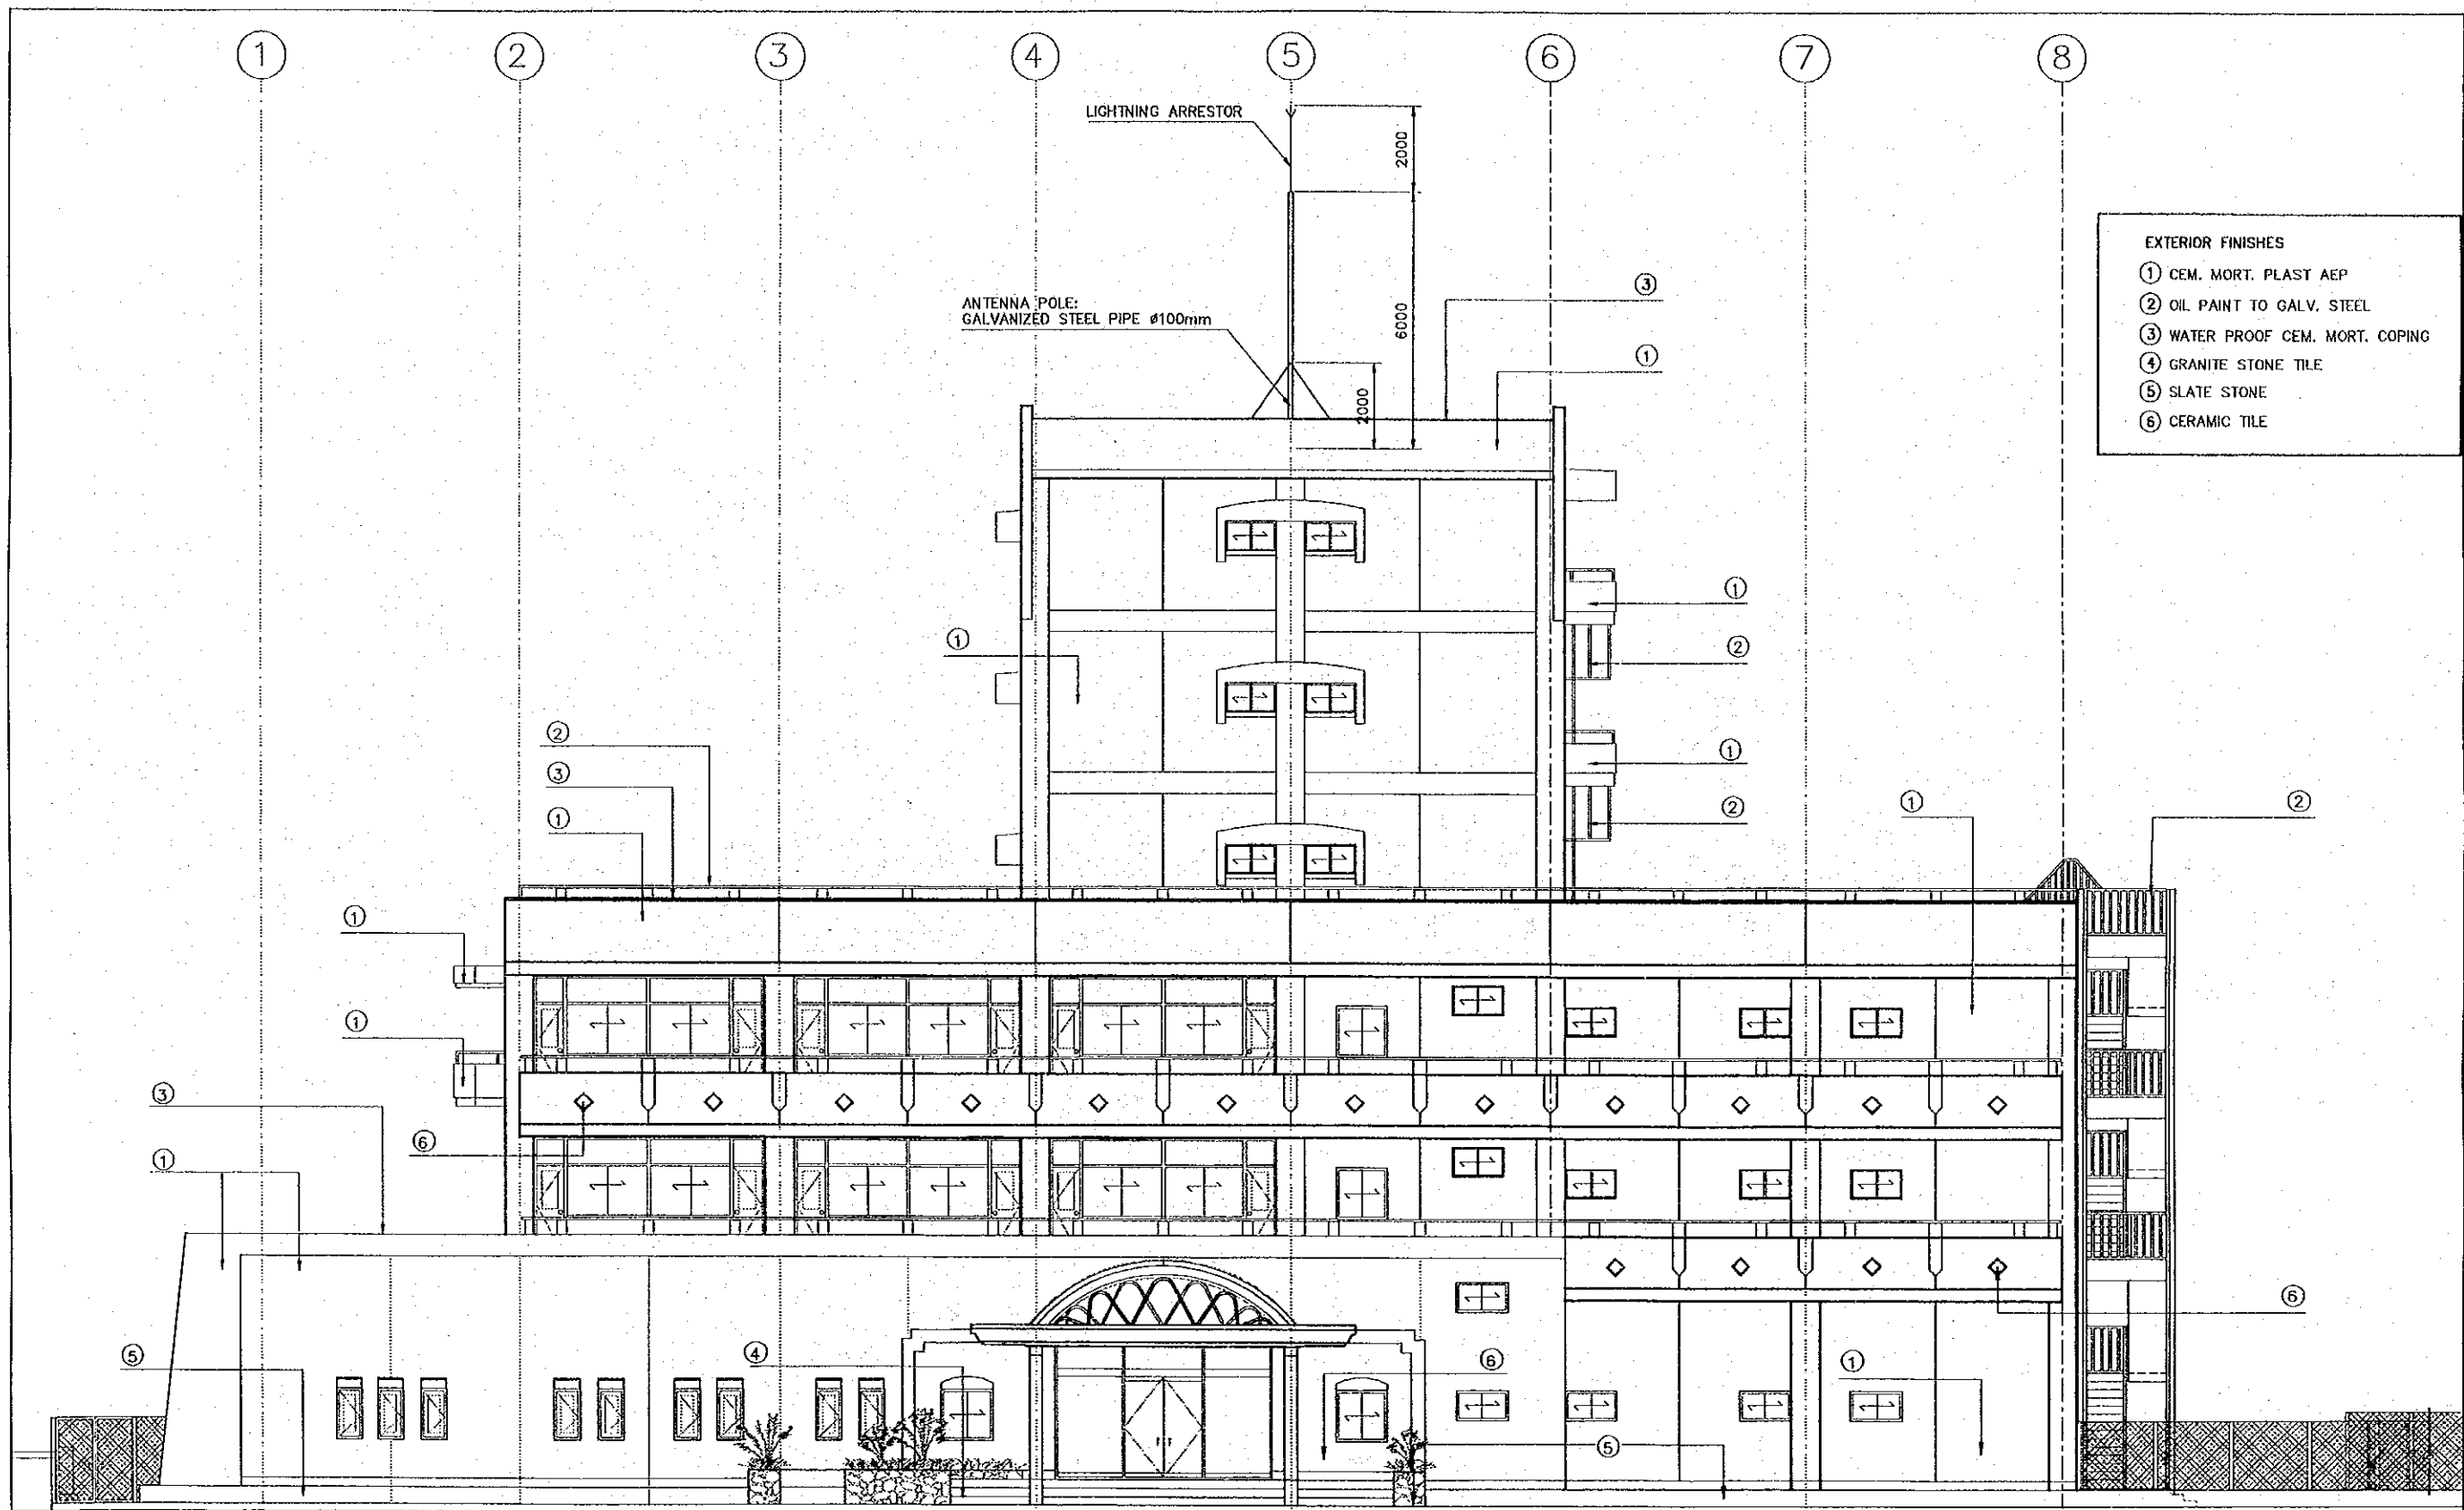 1 2 3 4 5 6 7 8
LIGHTNING ARRESTOR
2000
EXTERIOR FINISHES
① CEM. MORT. PLAST AEP
② OIL PAINT TO GALV. STEEL
③ WATER PROOF CEM. MORT. COPING
④ GRANITE STONE TILE
⑤ SLATE STONE
⑥ CERAMIC TILE
③
ANTENNA POLE:
GALVANIZED STEEL PIPE ø100mm
6000
①
2000
①
①
②
②
①
③
②
①
①
②
①
①
③
⑥
①
⑥
⑤
④
⑥
①
⑤